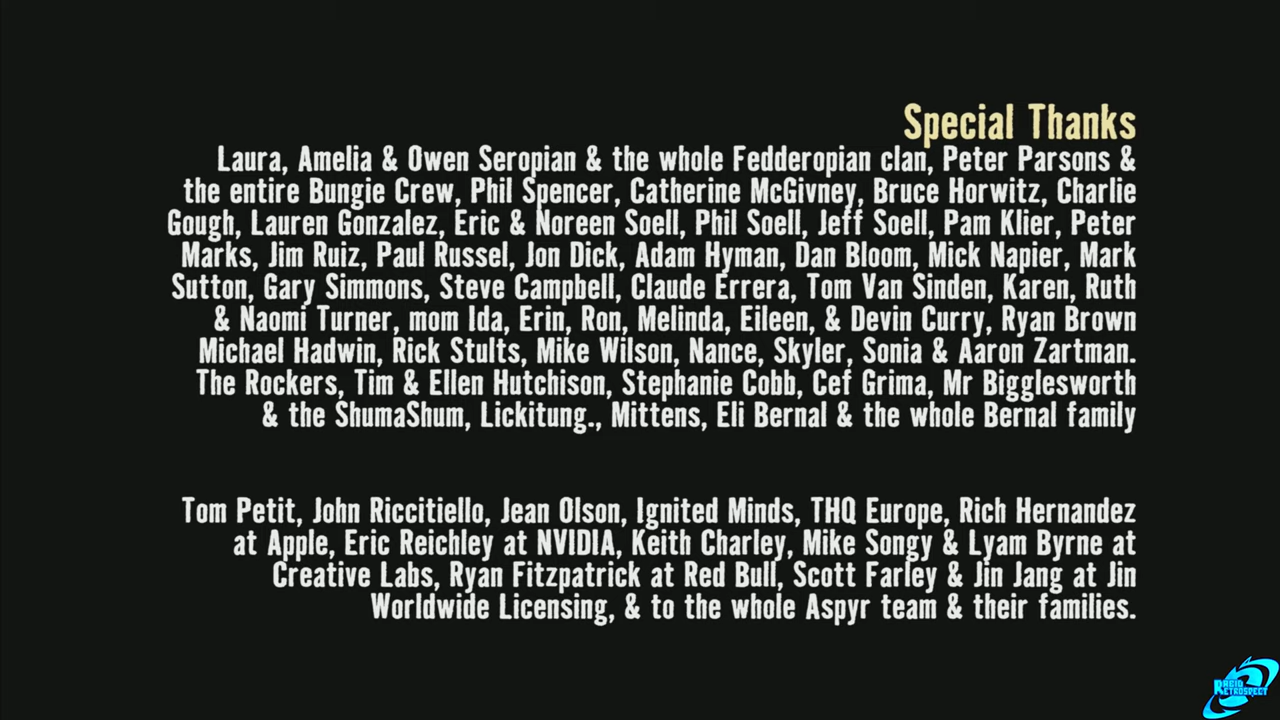 Special Thanks
Laura, Amelia & Owen Seropian & the whole Fedderopian clan, Peter Parsons &
the entire Bungie Crew, Phil Spencer, Catherine McGivney, Bruce Horwitz, Charlie
Gough, Lauren Gonzalez, Eric & Noreen Soell, Phil Soell, Jeff Soell, Pam Klier, Peter
Marks, Jim Ruiz, Paul Russel, Jon Dick, Adam Hyman, Dan Bloom, Mick Napier, Mark
Sutton, Gary Simmons, Steve Campbell, Claude Errera, Tom Van Sinden, Karen, Ruth
& Naomi Turner, mom Ida, Erin, Ron, Melinda, Eileen, & Devin Curry, Ryan Brown
Michael Hadwin, Rick Stults, Mike Wilson, Nance, Skyler, Sonia & Aaron Zartman.
The Rockers, Tim & Ellen Hutchison, Stephanie Cobb, Cef Grima, Mr Bigglesworth
& the ShumaShum, Lickitung., Mittens, Eli Bernal & the whole Bernal family
Tom Petit, John Riccitiello, Jean Olson, Ignited Minds, THQ Europe, Rich Hernandez
at Apple, Eric Reichley at NVIDIA, Keith Charley, Mike Songy & Lyam Byrne at
Creative Labs, Ryan Fitzpatrick at Red Bull, Scott Farley & Jin Jang at Jin
Worldwide Licensing, & to the whole Aspyr team & their families.
RACIO
RETROSPECT